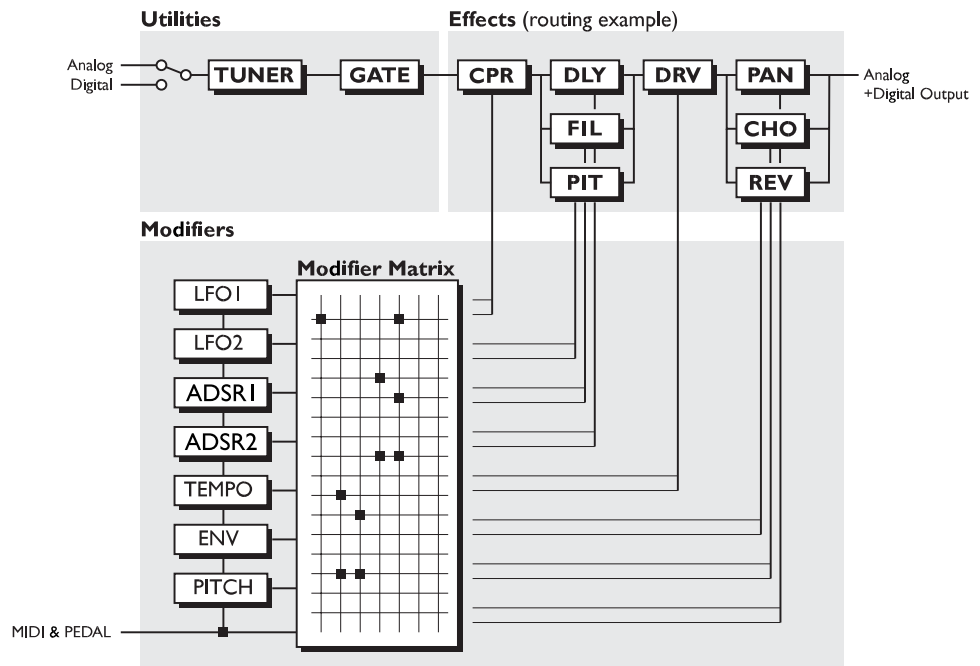 Utilities
Effects (routing example)
Analog
Digital
TUNER
GATE
CPR
DLY
DRV
PAN
Analog
+Digital Output
FIL
CHO
PIT
REV
Modifiers
Modifier Matrix
LFO1
LFO2
ADSR1
ADSR2
TEMPO
ENV
PITCH
MIDI & PEDAL